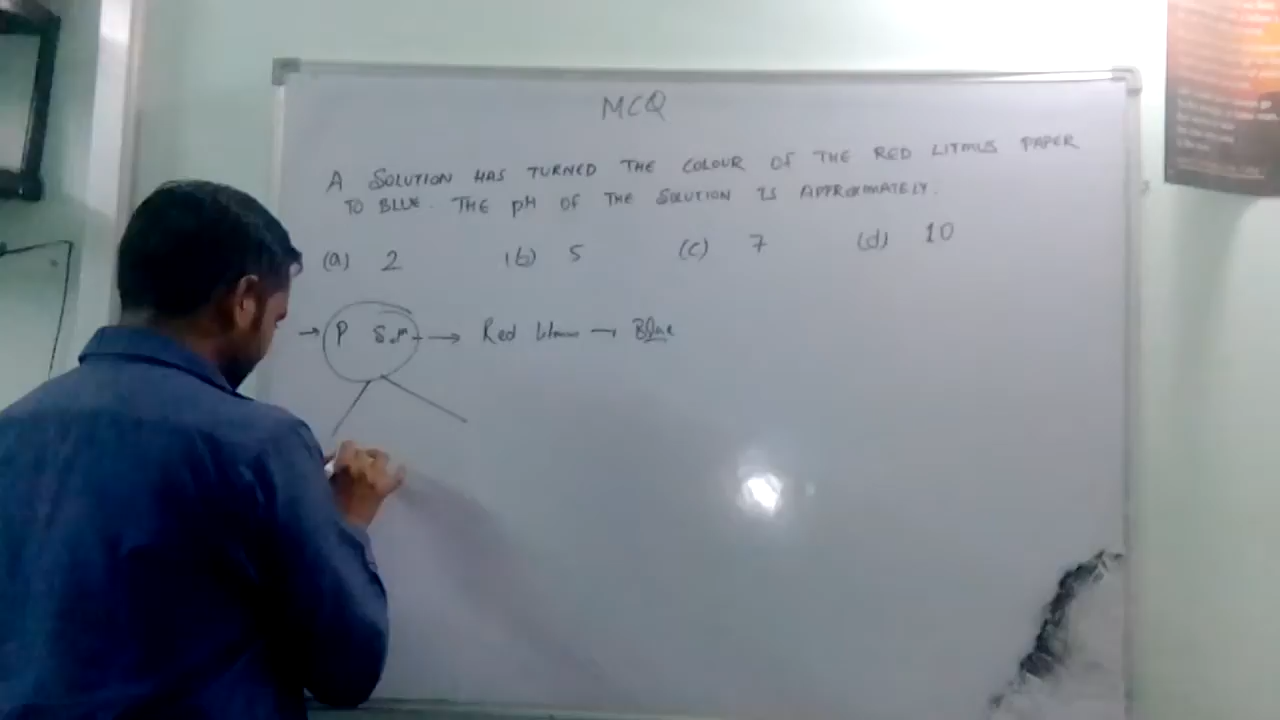 MCQ
A SOLUTION HAS TURNED THE COLOUR OF THE RED LITMUS PAPER
TO BLUE. THE pH OF THE SOLUTION IS APPROXIMATELY.
(a) 2 (b) 5 (c) 7 (d) 10
→ P → Red litmus → Blue